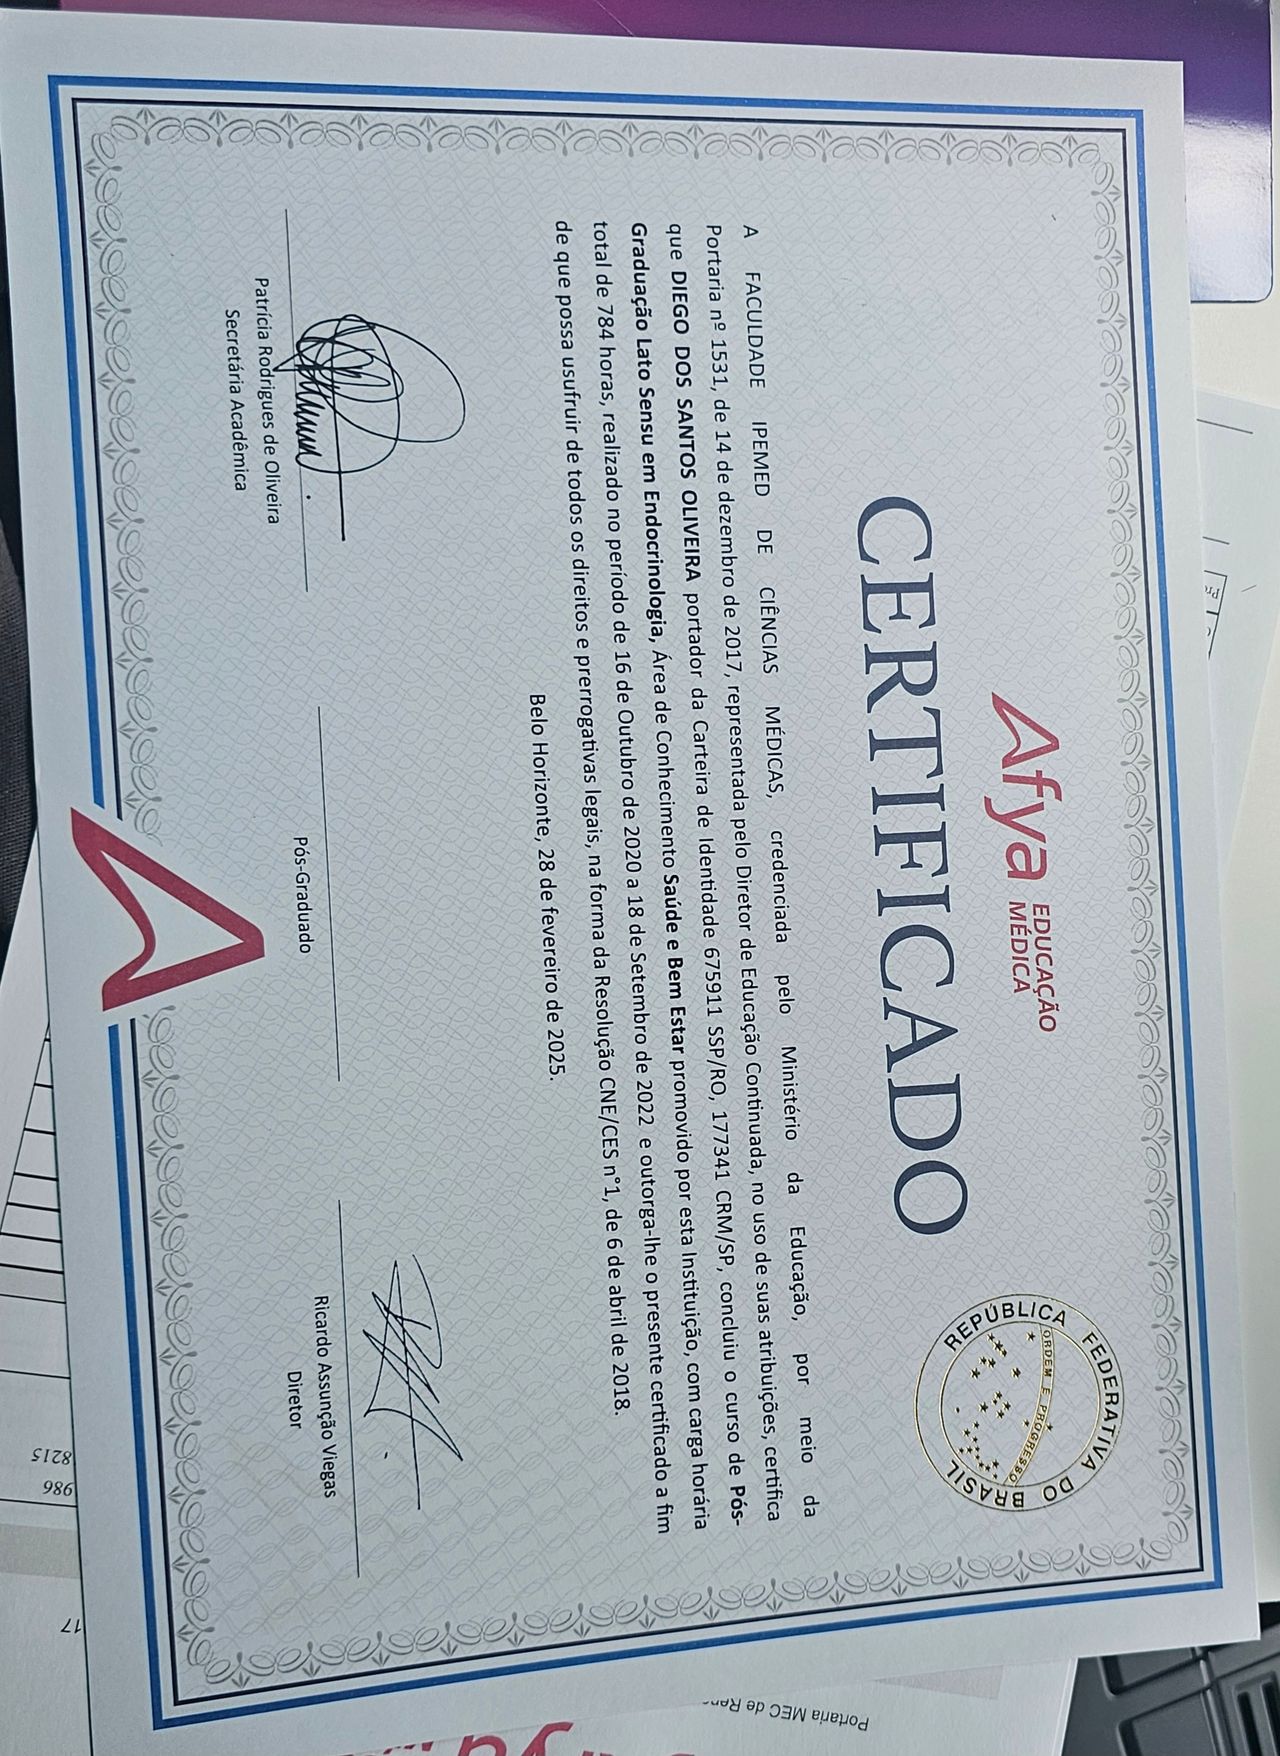 Afya EDUCAÇÃO
MÉDICA
REPÚBLICA FEDERATIVA DO BRASIL
ORDEM E PROGRESSO
CERTIFICADO
A FACULDADE IPEMED DE CIÊNCIAS MÉDICAS, credenciada pelo Ministério da Educação, por meio da
Portaria nº 1531, de 14 de dezembro de 2017, representada pelo Diretor de Educação Continuada, no uso de suas atribuições, certifica
que DIEGO DOS SANTOS OLIVEIRA portador da Carteira de Identidade 675911 SSP/RO, 177341 CRM/SP, concluiu o curso de Pós-
Graduação Lato Sensu em Endocrinologia, Área de Conhecimento Saúde e Bem Estar promovido por esta Instituição, com carga horária
total de 784 horas, realizado no período de 16 de Outubro de 2020 a 18 de Setembro de 2022 e outorga-lhe o presente certificado a fim
de que possa usufruir de todos os direitos e prerrogativas legais, na forma da Resolução CNE/CES n°1, de 6 de abril de 2018.
Belo Horizonte, 28 de fevereiro de 2025.
Patrícia Rodrigues de Oliveira
Secretária Acadêmica
Pós-Graduado
Ricardo Assunção Viegas
Diretor
986
8215
17
Portaria MEC de